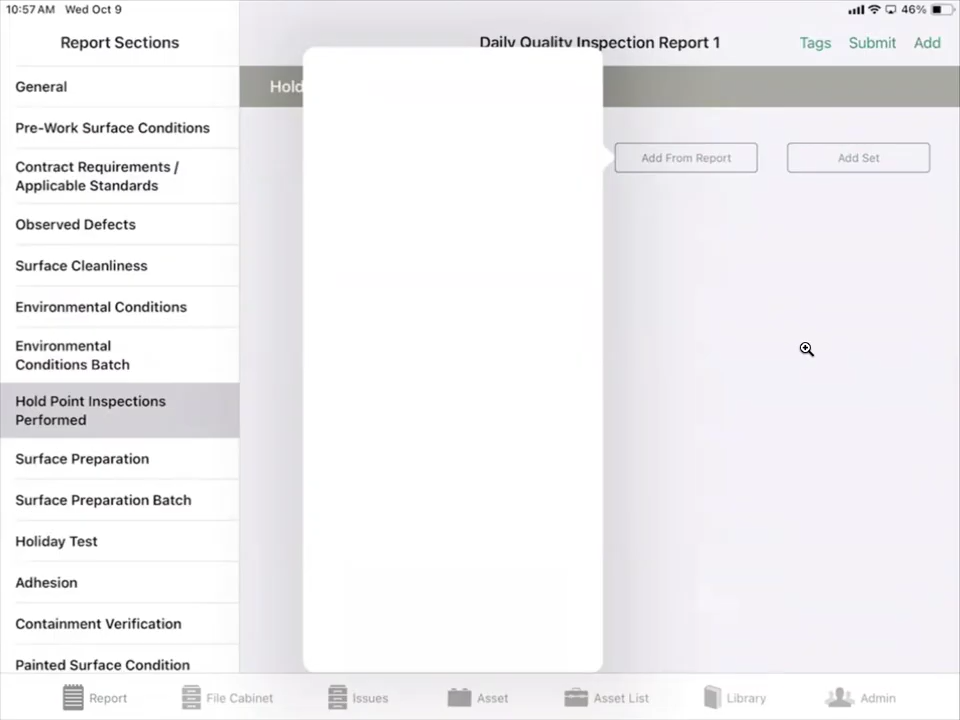 10:57 AM Wed Oct 9
46%
Report Sections
Daily Quality Inspection Report 1
Tags
Submit
Add
General
Pre-Work Surface Conditions
Contract Requirements /
Applicable Standards
Observed Defects
Surface Cleanliness
Environmental Conditions
Environmental
Conditions Batch
Hold Point Inspections
Performed
Surface Preparation
Surface Preparation Batch
Holiday Test
Adhesion
Containment Verification
Painted Surface Condition
Hold
Add From Report
Add Set
Report
File Cabinet
Issues
Asset
Asset List
Library
Admin